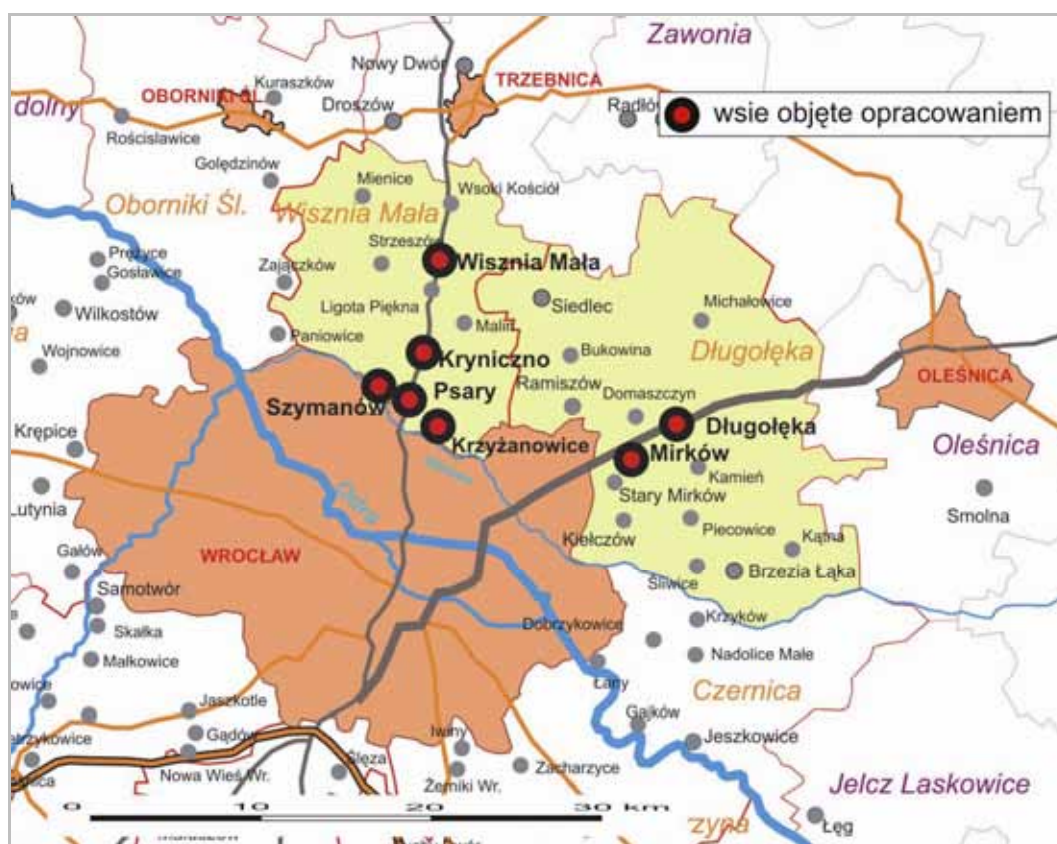 Zawonia
Nowy Dwór
Kuraszków
TRZEBNICA
OBORNIKI ŚL.
dolny
Droszów
wsie objęte opracowaniem
Rościslawice
Golędzinów
Mienice
Wsoki Kościół
Oborniki Śl.
Wisznia Mała
Strzeszów
Prężyce
Gosławice
Zajączków
Wisznia Mała
Ligota Piękna
Siedlec
Michałowice
Wilkostów
Malin
Paniowice
Wojnowice
Kryniczno
Bukowina
Długołęka
Ramiszów
OLEŚNICA
Psary
Domaszczyn
Szymanów
Długołęka
Krępice
Krzyżanowice
Mirków
Oleśnica
Kamień
Lutynia
Odra
Stary Mirków
Smolna
Piecowice
Kiełczów
Kątna
Gałów
WROCŁAW
Śliwice
Brzezia Łąka
Samotwór
Skałka
Dobrzykowice
Krzyków
Małkowice
Nadolice Małe
Łany
Czernica
Jaszkotle
Gajków
Gądów
Iwiny
Jeszkowice
Nowa Wieś Wr.
Ślęza
Żerniki Wr.
Zacharzyce
Jelcz Laskowice
0 10 20 30 km
Łęg